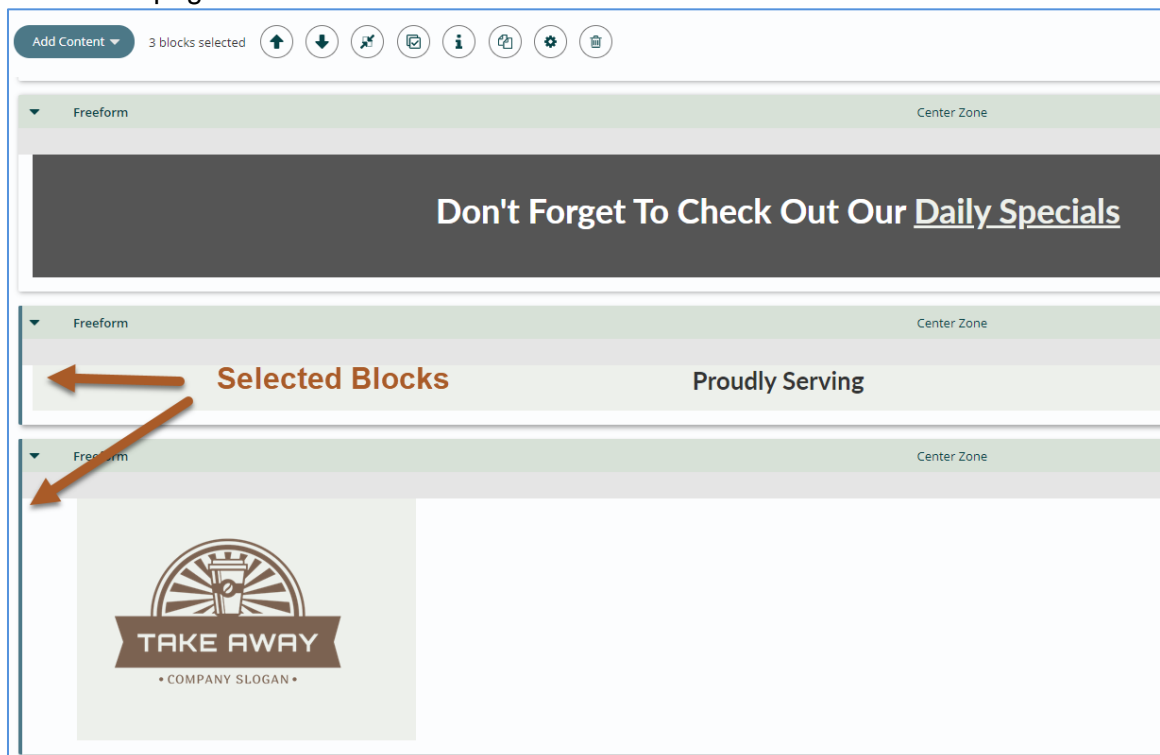 Add Content 3 blocks selected
Freeform Center Zone
Don't Forget To Check Out Our Daily Specials
Freeform Center Zone
Selected Blocks Proudly Serving
Freeform Center Zone
TAKE AWAY
• COMPANY SLOGAN •